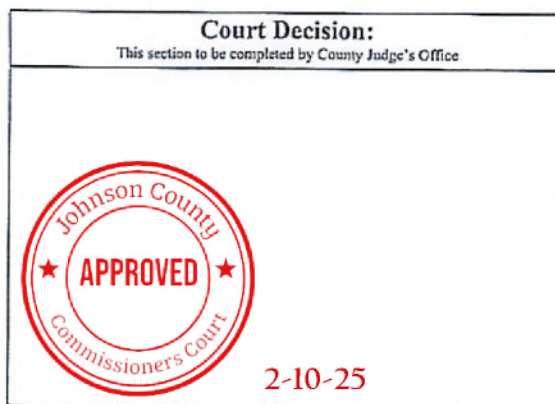 Court Decision:
This section to be completed by County Judge's Office
Johnson County
★ APPROVED ★
Commissioners Court
2-10-25